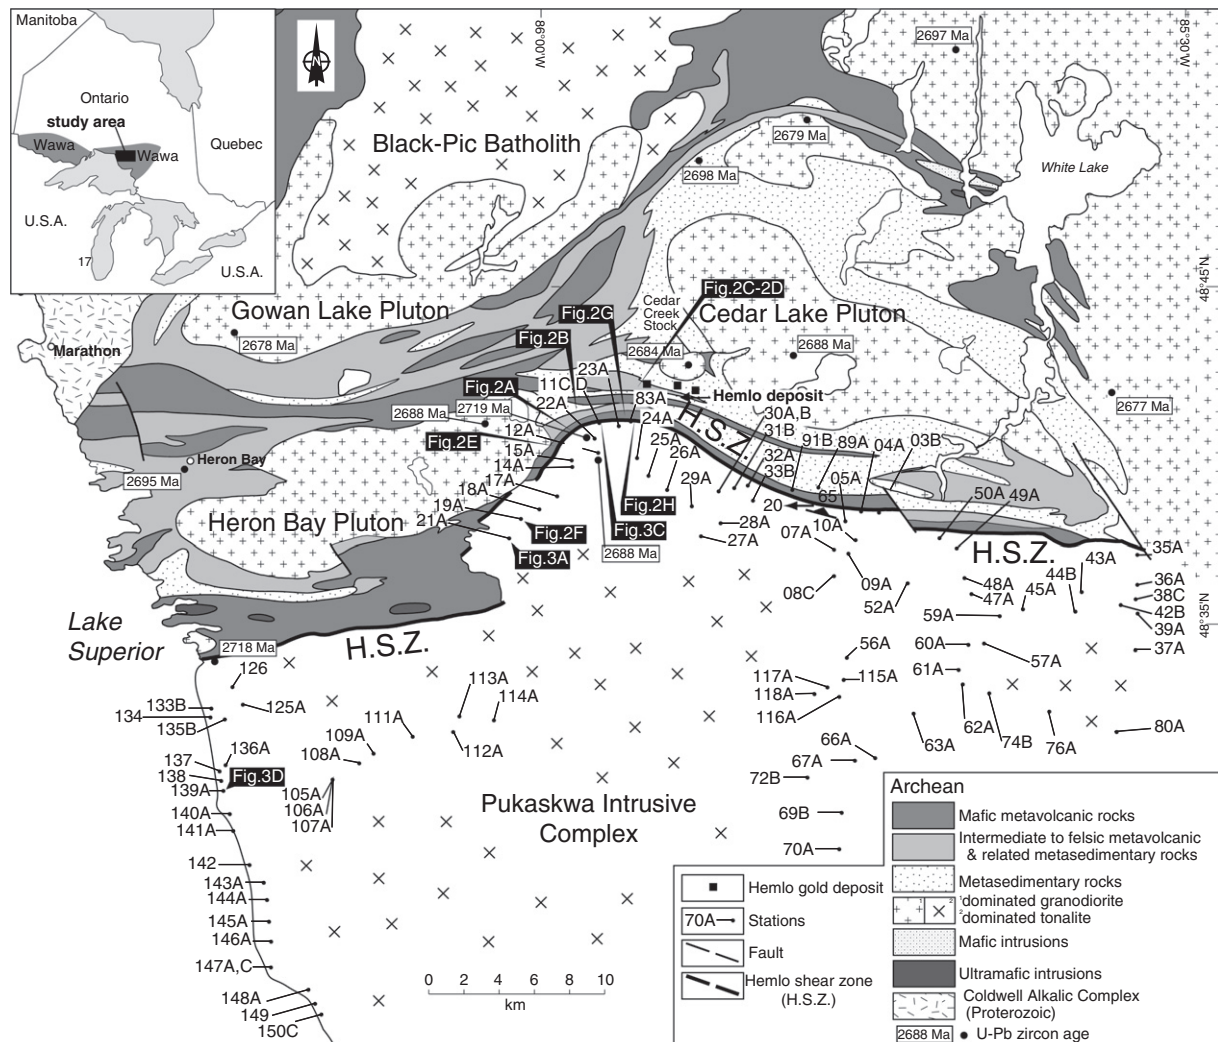 Manitoba
Ontario
study area
Wawa
Wawa
Quebec
U.S.A.
17
U.S.A.
N
86°00'W
85°30'W
48°45'N
48°35'N
2697 Ma
Black-Pic Batholith
2679 Ma
2698 Ma
White Lake
Gowan Lake Pluton
2678 Ma
Marathon
Fig.2C-2D
Cedar
Creek
Stock
Cedar Lake Pluton
Fig.2G
Fig.2B
2684 Ma
2688 Ma
23A
Fig.2A
11C,D
22A
83A
Hemlo deposit
2677 Ma
2688 Ma
2719 Ma
24A
H.S.Z.
30A,B
31B
12A
Fig.2E
25A
26A
32A
91B
89A
04A
03B
Heron Bay
15A
14A
33B
05A
2695 Ma
17A
18A
29A
65
20
50A
49A
Heron Bay Pluton
19A
21A
Fig.2H
Fig.2F
Fig.3C
28A
27A
10A
07A
H.S.Z.
43A
35A
Fig.3A
2688 Ma
08C
09A
52A
48A
47A
45A
44B
36A
38C
42B
39A
37A
59A
Lake
Superior
2718 Ma
H.S.Z.
56A
60A
57A
61A
126
113A
114A
117A
118A
115A
116A
133B
134
135B
125A
111A
109A
108A
112A
62A
74B
63A
76A
80A
136A
137
138
139A
Fig.3D
66A
67A
72B
105A
106A
107A
140A
141A
Pukaskwa Intrusive
Complex
69B
70A
142
143A
144A
145A
146A
147A,C
148A
149
150C
0 2 4 6 8 10
km
Hemlo gold deposit
70A
Stations
Fault
Hemlo shear zone
(H.S.Z.)
Archean
Mafic metavolcanic rocks
Intermediate to felsic metavolcanic
& related metasedimentary rocks
Metasedimentary rocks
1 2 1dominated granodiorite
2dominated tonalite
Mafic intrusions
Ultramafic intrusions
Coldwell Alkalic Complex
(Proterozoic)
2688 Ma
U-Pb zircon age